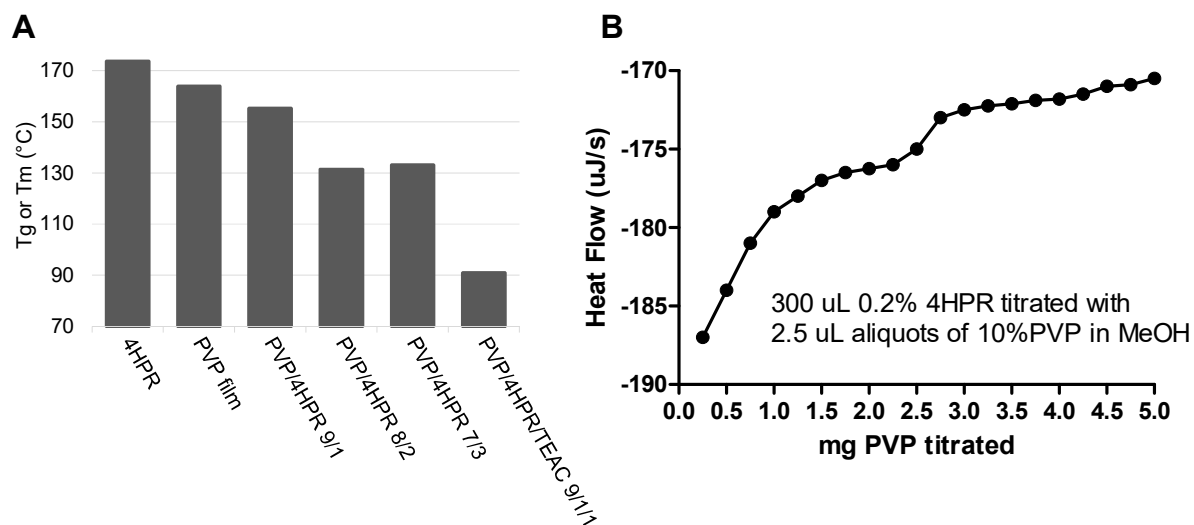 A
Tg or Tm (°C)
170
150
130
110
90
70
4HPR
PVP film
PVP/4HPR 9/1
PVP/4HPR 8/2
PVP/4HPR 7/3
PVP/4HPR/TEAC 9/1/1
B
Heat Flow (uJ/s)
-170
-175
-180
-185
-190
300 uL 0.2% 4HPR titrated with
2.5 uL aliquots of 10%PVP in MeOH
0.0 0.5 1.0 1.5 2.0 2.5 3.0 3.5 4.0 4.5 5.0
mg PVP titrated